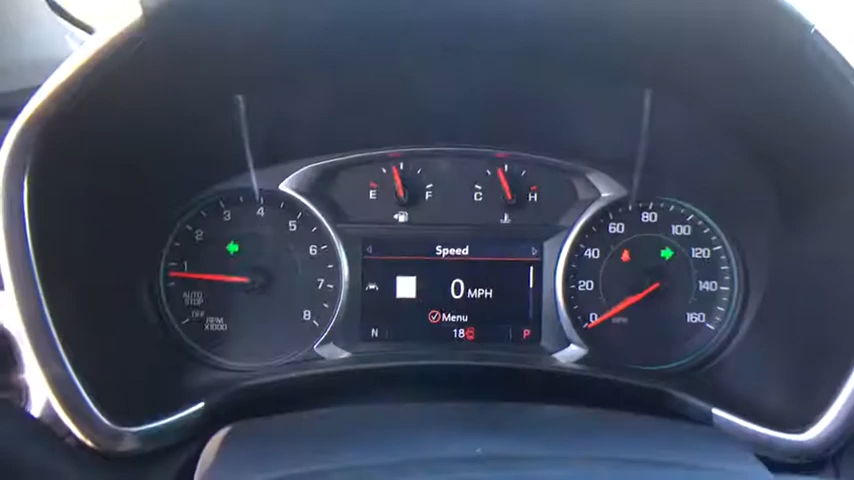 E F
C H
1 2 3 4 5 6 7 8
AUTO
STOP
OFF
RPM
X1000
Speed
0 MPH
Menu
N 18 P
0 20 40 60 80 100 120 140 160
MPH